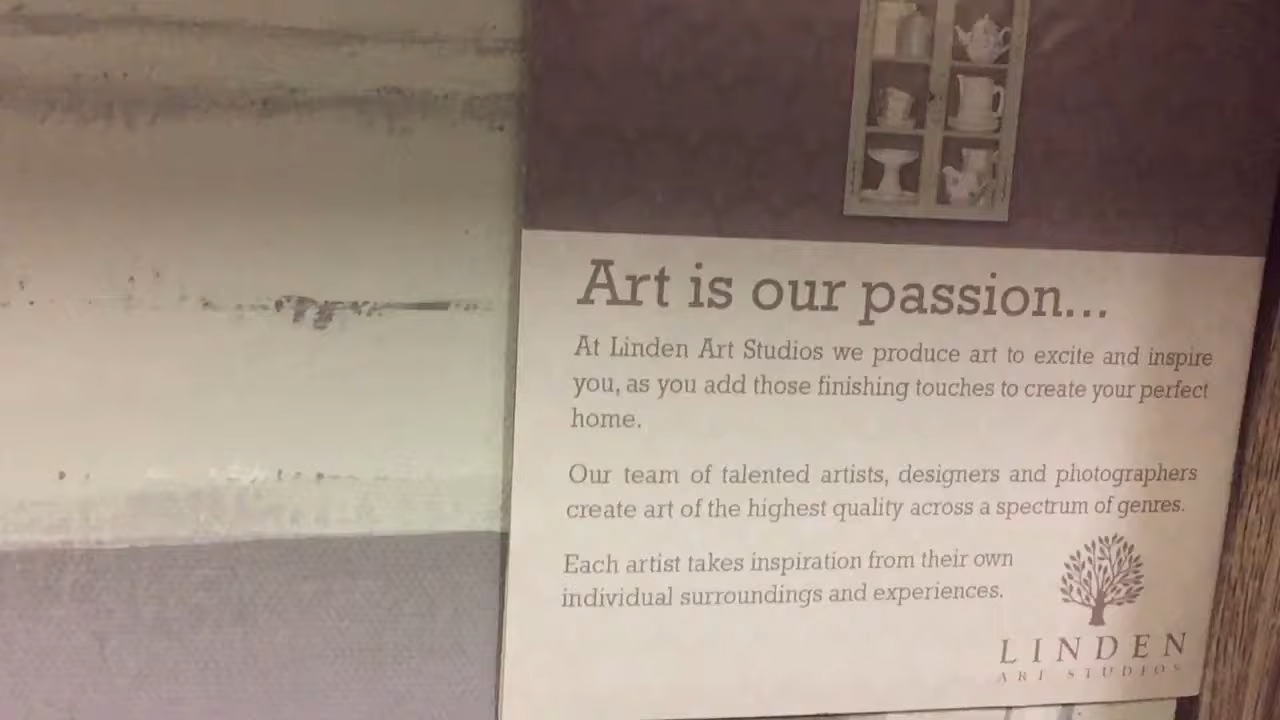 Art is our passion...
At Linden Art Studios we produce art to excite and inspire
you, as you add those finishing touches to create your perfect
home.
Our team of talented artists, designers and photographers
create art of the highest quality across a spectrum of genres.
Each artist takes inspiration from their own
individual surroundings and experiences.
LINDEN
ART STUDIOS